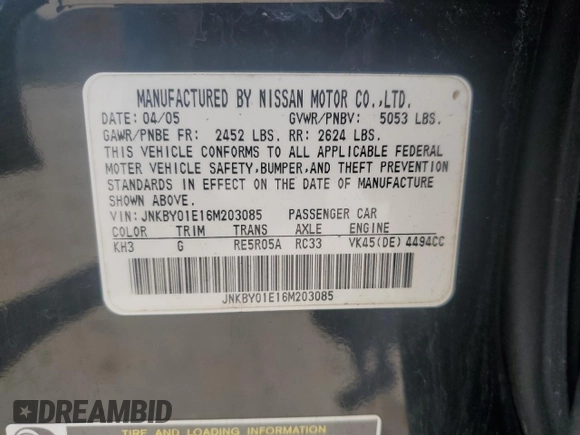 MANUFACTURED BY NISSAN MOTOR CO.,LTD.
DATE: 04/05 GVWR/PNBV: 5053 LBS.
GAWR/PNBE FR: 2452 LBS. RR: 2624 LBS.
THIS VEHICLE CONFORMS TO ALL APPLICABLE FEDERAL
MOTOR VEHICLE SAFETY,BUMPER,AND THEFT PREVENTION
STANDARDS IN EFFECT ON THE DATE OF MANUFACTURE
SHOWN ABOVE.
VIN: JNKBY01E16M203085 PASSENGER CAR
COLOR TRIM TRANS AXLE ENGINE
KH3 G RE5R05A RC33 VK45(DE) 4494CC
JNKBY01E16M203085
DREAMBID
TIRE AND LOADING INFORMATION